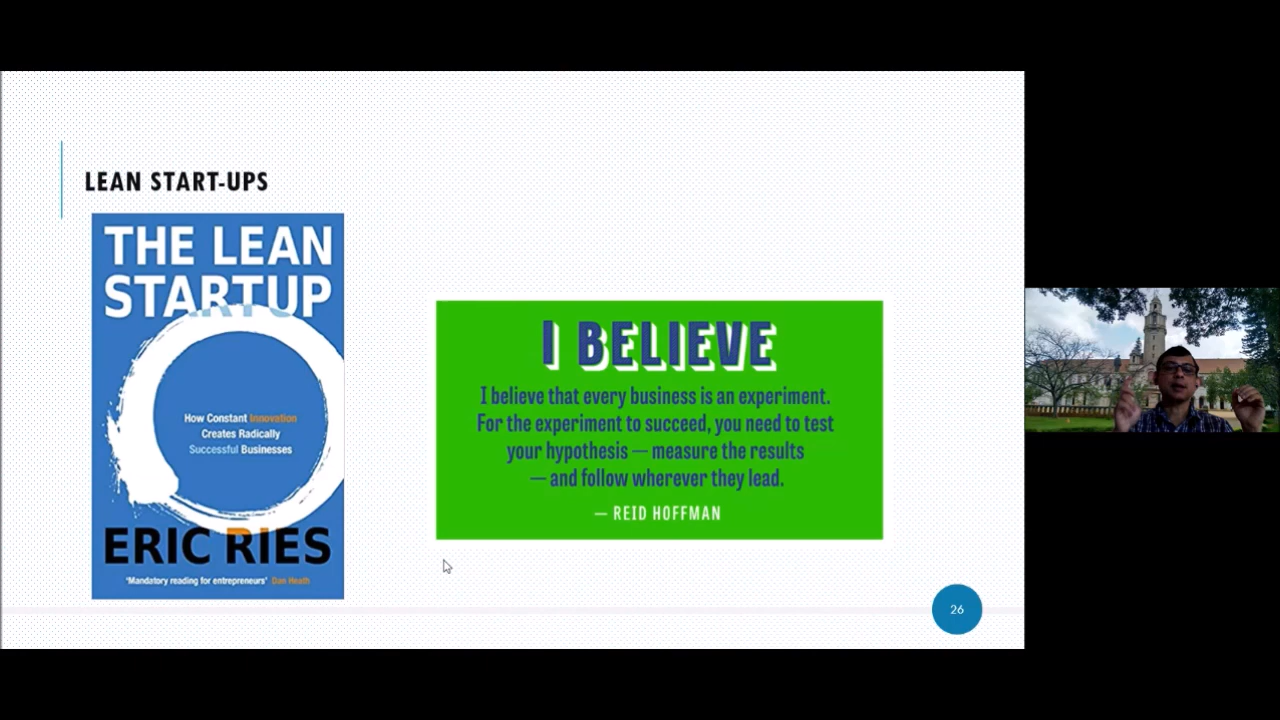 LEAN START-UPS
THE LEAN
STARTUP
How Constant Innovation
Creates Radically
Successful Businesses
ERIC RIES
'Mandatory reading for entrepreneurs' Dan Heath
I BELIEVE
I believe that every business is an experiment.
For the experiment to succeed, you need to test
your hypothesis — measure the results
— and follow wherever they lead.
— REID HOFFMAN
26